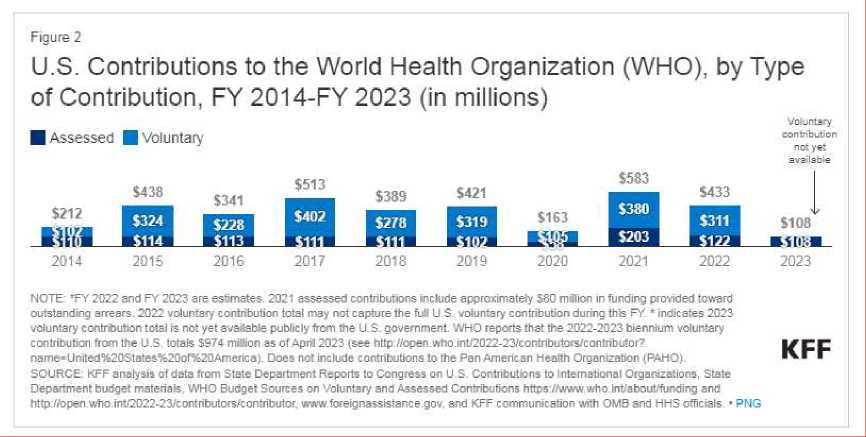 Figure 2
U.S. Contributions to the World Health Organization (WHO), by Type
of Contribution, FY 2014-FY 2023 (in millions)
Assessed Voluntary
Voluntary
contribution
not yet
available
$212 $438 $341 $513 $389 $421 $163 $583 $433 $108
$102 $324 $228 $402 $278 $319 $105 $380 $311
$110 $114 $113 $111 $111 $102 $203 $122 $108
2014 2015 2016 2017 2018 2019 2020 2021 2022 2023
NOTE: *FY 2022 and FY 2023 are estimates. 2021 assessed contributions include approximately $60 million in funding provided toward
outstanding arrears. 2022 voluntary contribution total may not capture the full U.S. voluntary contribution during this FY. * indicates 2023
voluntary contribution total is not yet available publicly from the U.S. government. WHO reports that the 2022-2023 biennium voluntary
contribution from the U.S. totals $974 million as of April 2023 (see http://open.who.int/2022-23/contributors/contributor?
name=United%20States%20of%20America). Does not include contributions to the Pan American Health Organization (PAHO).
SOURCE: KFF analysis of data from State Department Reports to Congress on U.S. Contributions to International Organizations, State
Department budget materials, WHO Budget Sources on Voluntary and Assessed Contributions https://www.who.int/about/funding and
http://open.who.int/2022-23/contributors/contributor, www.foreignassistance.gov, and KFF communication with OMB and HHS officials. • PNG
KFF